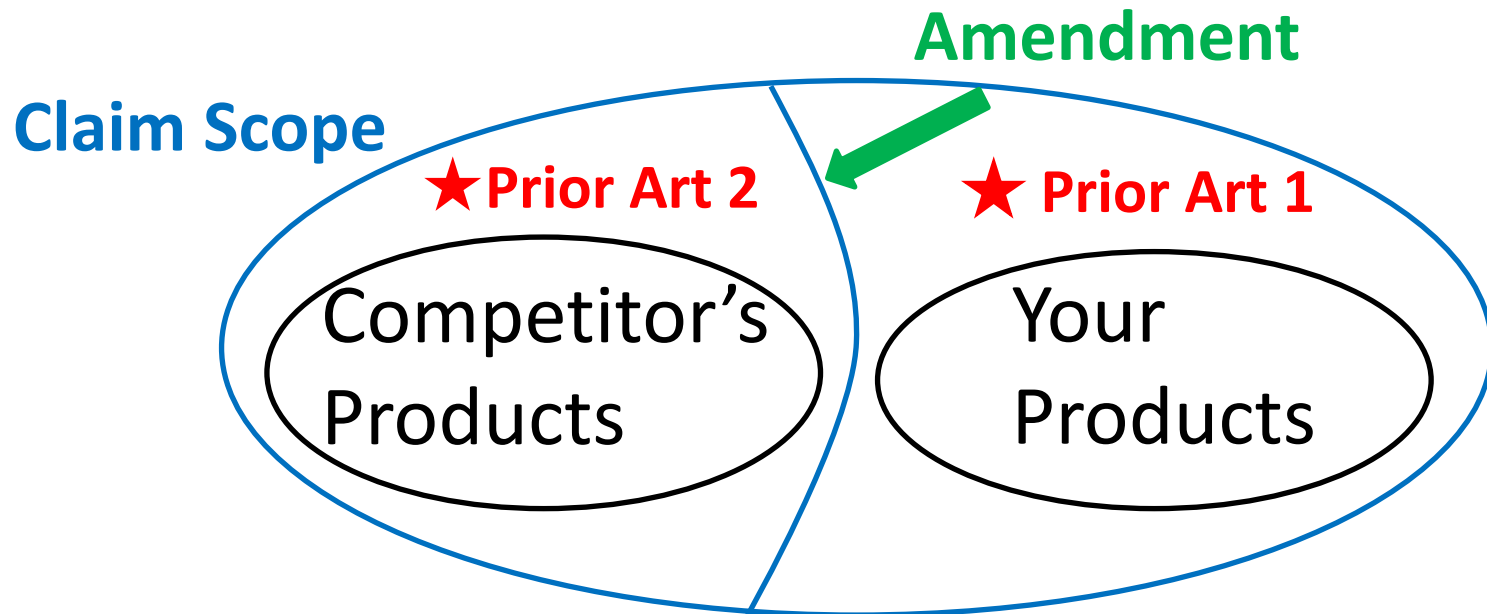 Amendment
Claim Scope
★Prior Art 2
★ Prior Art 1
Competitor’s
Products
Your
Products